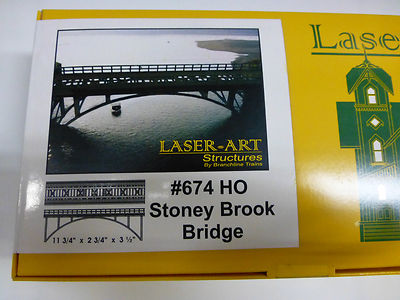 LASER-ART
Structures
By Branchline Trains
#674 HO
Stoney Brook
Bridge
11 3/4" x 2 3/4" x 3 ½"
Lase